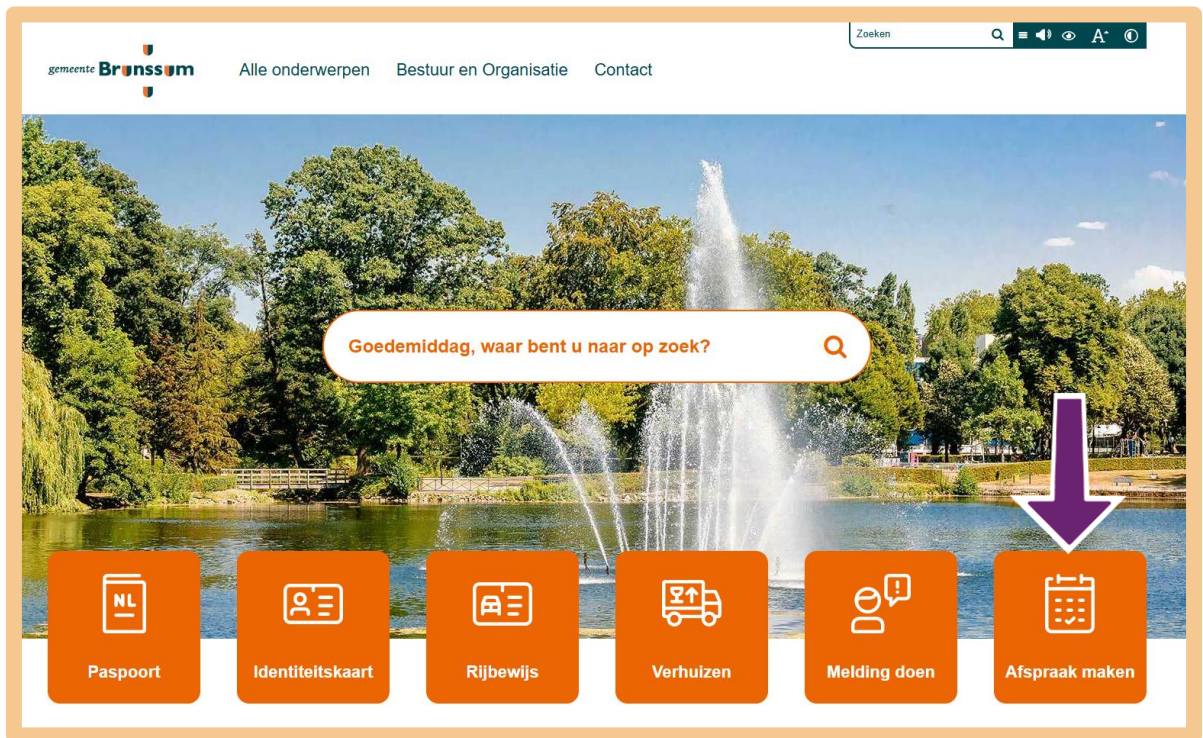 Zoeken
A
gemeente Brunssum
Alle onderwerpen
Bestuur en Organisatie
Contact
Goedemiddag, waar bent u naar op zoek?
NL
Paspoort
Identiteitskaart
Rijbewijs
Verhuizen
!
Melding doen
Afspraak maken